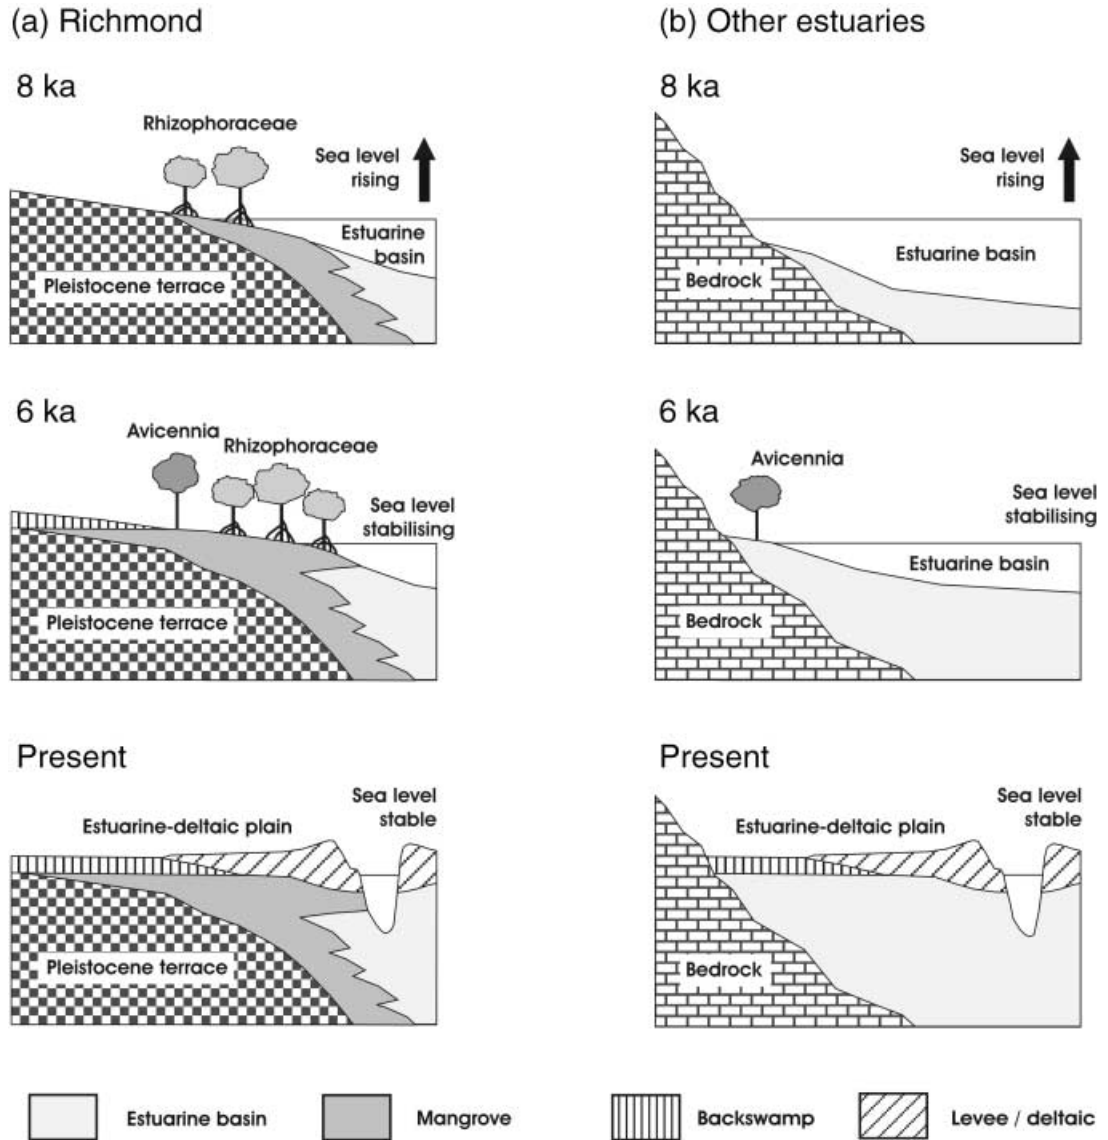 (a) Richmond
8 ka
Rhizophoraceae
Sea level
rising
Estuarine
basin
Pleistocene terrace
6 ka
Avicennia
Rhizophoraceae
Sea level
stabilising
Pleistocene terrace
Present
Sea level
stable
Estuarine-deltaic plain
Pleistocene terrace
(b) Other estuaries
8 ka
Sea level
rising
Estuarine basin
Bedrock
6 ka
Avicennia
Sea level
stabilising
Estuarine basin
Bedrock
Present
Sea level
stable
Estuarine-deltaic plain
Bedrock
Estuarine basin
Mangrove
Backswamp
Levee / deltaic